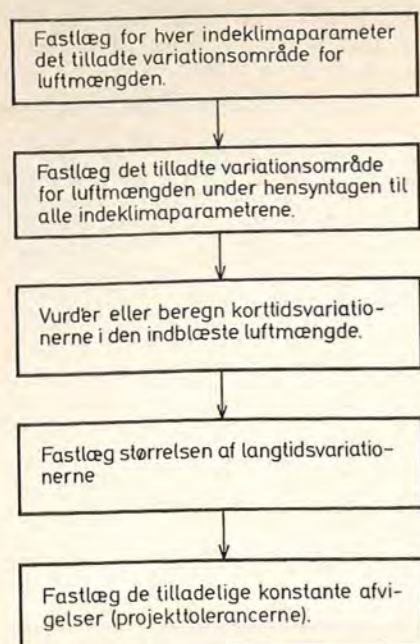 Fastlæg for hver indeklimaparameter
det tilladte variationsområde for
luftmængden.
Fastlæg det tilladte variationsområde
for luftmængden under hensyntagen til
alle indeklimaparametrene.
Vurdér eller beregn korttidsvariatio-
nerne i den indblæste luftmængde.
Fastlæg størrelsen af langtidsvariatio-
nerne
Fastlæg de tilladelige konstante afvi-
gelser (projekttolerancerne).